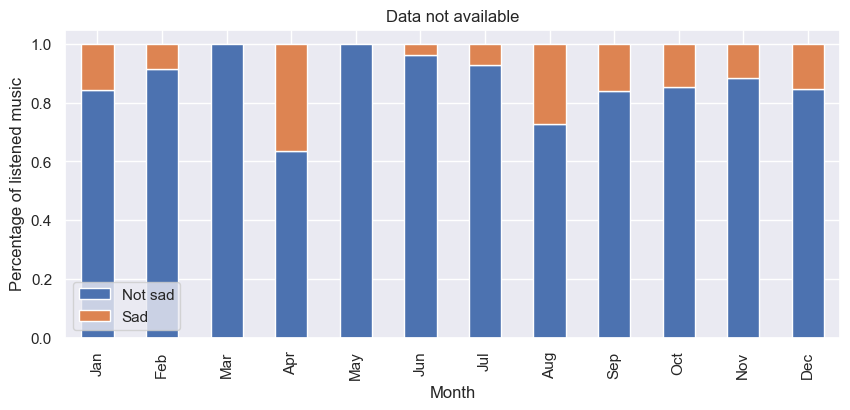 Data not available
Percentage of listened music
1.0
0.8
0.6
0.4
0.2
0.0
Not sad
Sad
Jan
Feb
Mar
Apr
May
Jun
Jul
Aug
Sep
Oct
Nov
Dec
Month